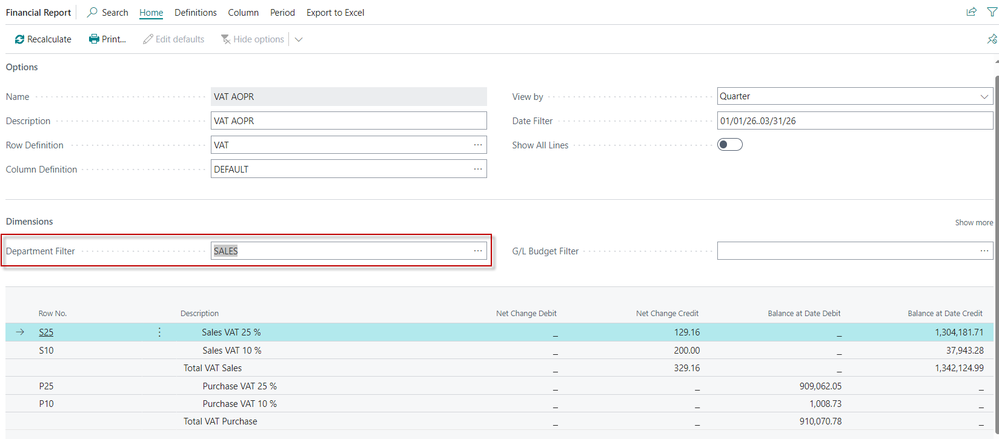 Financial Report Search Home Definitions Column Period Export to Excel
Recalculate Print... Edit defaults Hide options
Options
Name VAT AOPR View by Quarter
Description VAT AOPR Date Filter 01/01/26..03/31/26
Row Definition VAT ... Show All Lines
Column Definition DEFAULT ...
Dimensions Show more
Department Filter SALES ... G/L Budget Filter ...
Row No. Description Net Change Debit Net Change Credit Balance at Date Debit Balance at Date Credit
S25 Sales VAT 25 % _ 129.16 _ 1,304,181.71
S10 Sales VAT 10 % _ 200.00 _ 37,943.28
Total VAT Sales _ 329.16 _ 1,342,124.99
P25 Purchase VAT 25 % _ _ 909,062.05 _
P10 Purchase VAT 10 % _ _ 1,008.73 _
Total VAT Purchase _ _ 910,070.78 _